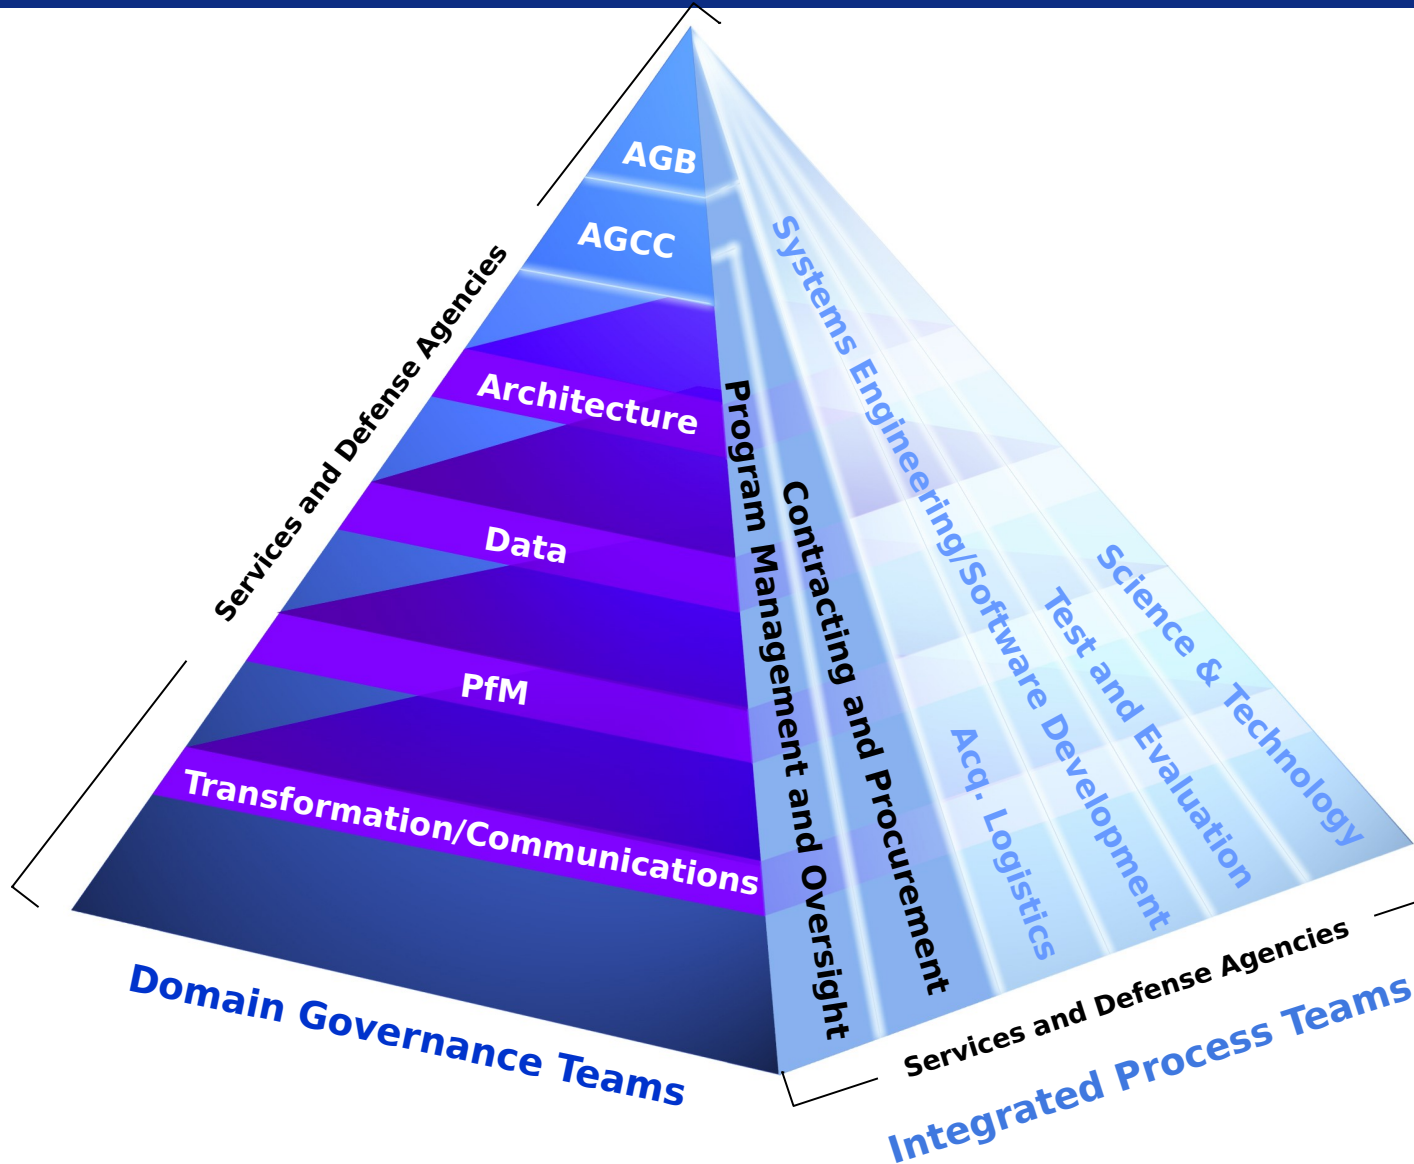 AGB
AGCC
Services and Defense Agencies
Architecture
Data
PfM
Transformation/Communications
Domain Governance Teams
Program Management and Oversight
Contracting and Procurement
Acq. Logistics
Systems Engineering/Software Development
Test and Evaluation
Science & Technology
Services and Defense Agencies
Integrated Process Teams